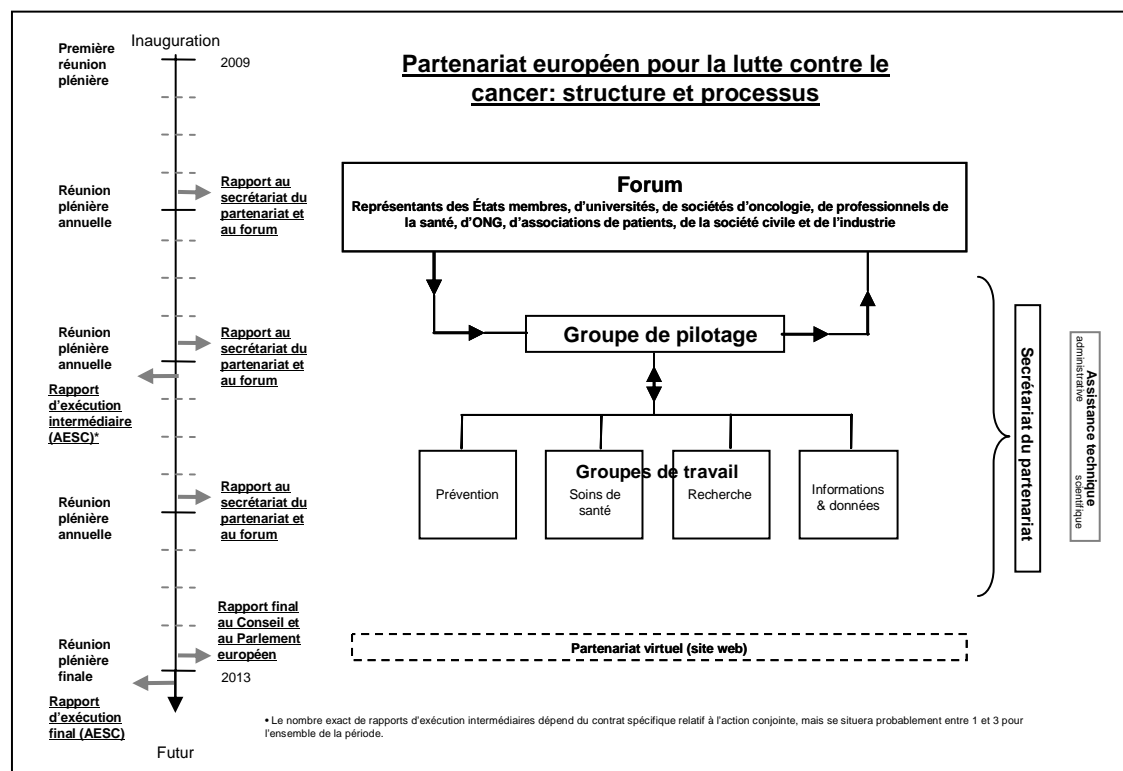 Inauguration
Première
réunion
plénière
2009
Partenariat européen pour la lutte contre le
cancer: structure et processus
Réunion
plénière
annuelle
Rapport au
secrétariat du
partenariat et
au forum
Forum
Représentants des États membres, d'universités, de sociétés d'oncologie, de professionnels de
la santé, d'ONG, d'associations de patients, de la société civile et de l'industrie
Réunion
plénière
annuelle
Rapport au
secrétariat du
partenariat et
au forum
Rapport
d'exécution
intermédiaire
(AESC)*
Groupe de pilotage
Groupes de travail
Prévention
Soins de
santé
Recherche
Informations
& données
Secrétariat du partenariat
Assistance technique
administrative
scientifique
Réunion
plénière
annuelle
Rapport au
secrétariat du
partenariat et
au forum
Rapport final
au Conseil et
au Parlement
européen
Réunion
plénière
finale
2013
Rapport
d'exécution
final (AESC)
Futur
Partenariat virtuel (site web)
• Le nombre exact de rapports d'exécution intermédiaires dépend du contrat spécifique relatif à l'action conjointe, mais se situera probablement entre 1 et 3 pour
l'ensemble de la période.